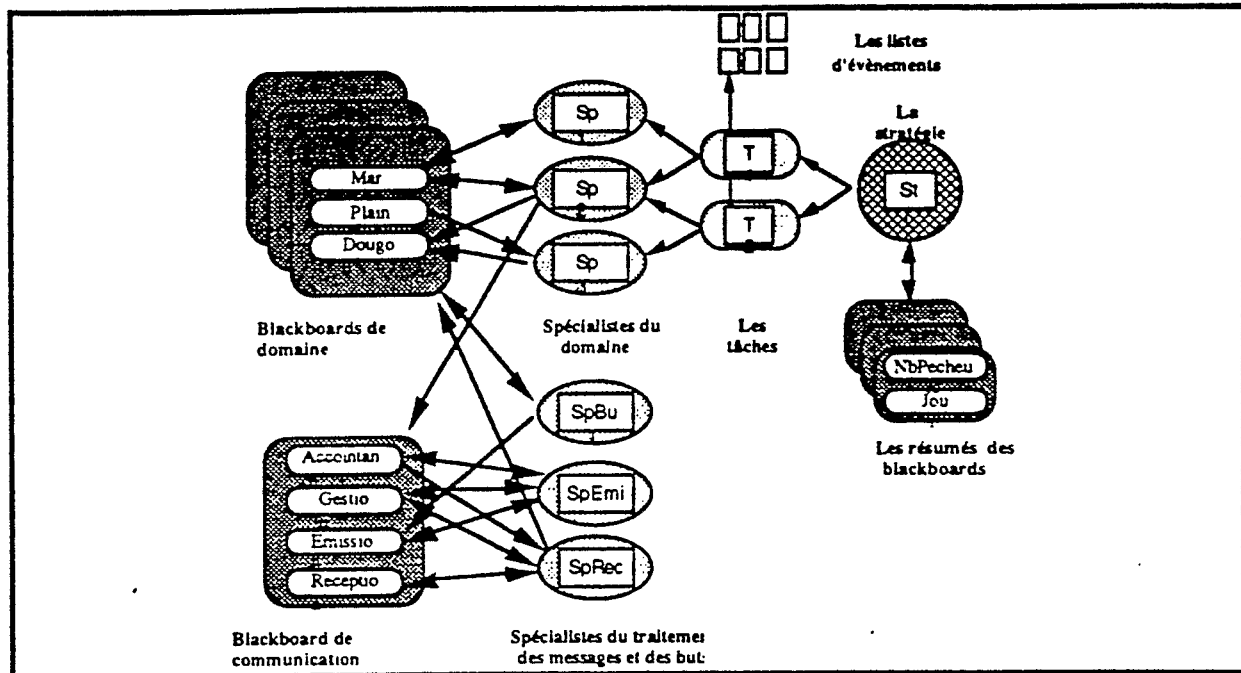 Les listes
d'évènements
La
stratégie
Sp
Sp
Sp
T
T
St
Mar
Plain
Dougo
Blackboards de
domaine
Spécialistes du
domaine
Les
tâches
NbPecheu
Jou
Les résumés des
blackboards
SpBu
SpEmi
SpRec
Accointan
Gestio
Emissio
Receptio
Blackboard de
communication
Spécialistes du traitemen
des messages et des buts